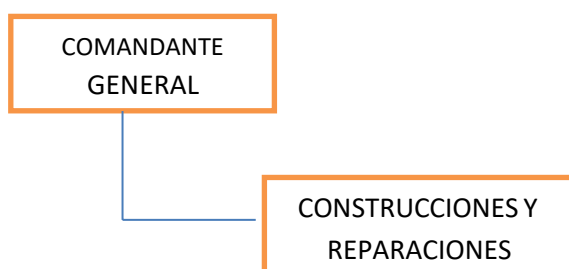 COMANDANTE
GENERAL
CONSTRUCCIONES Y
REPARACIONES